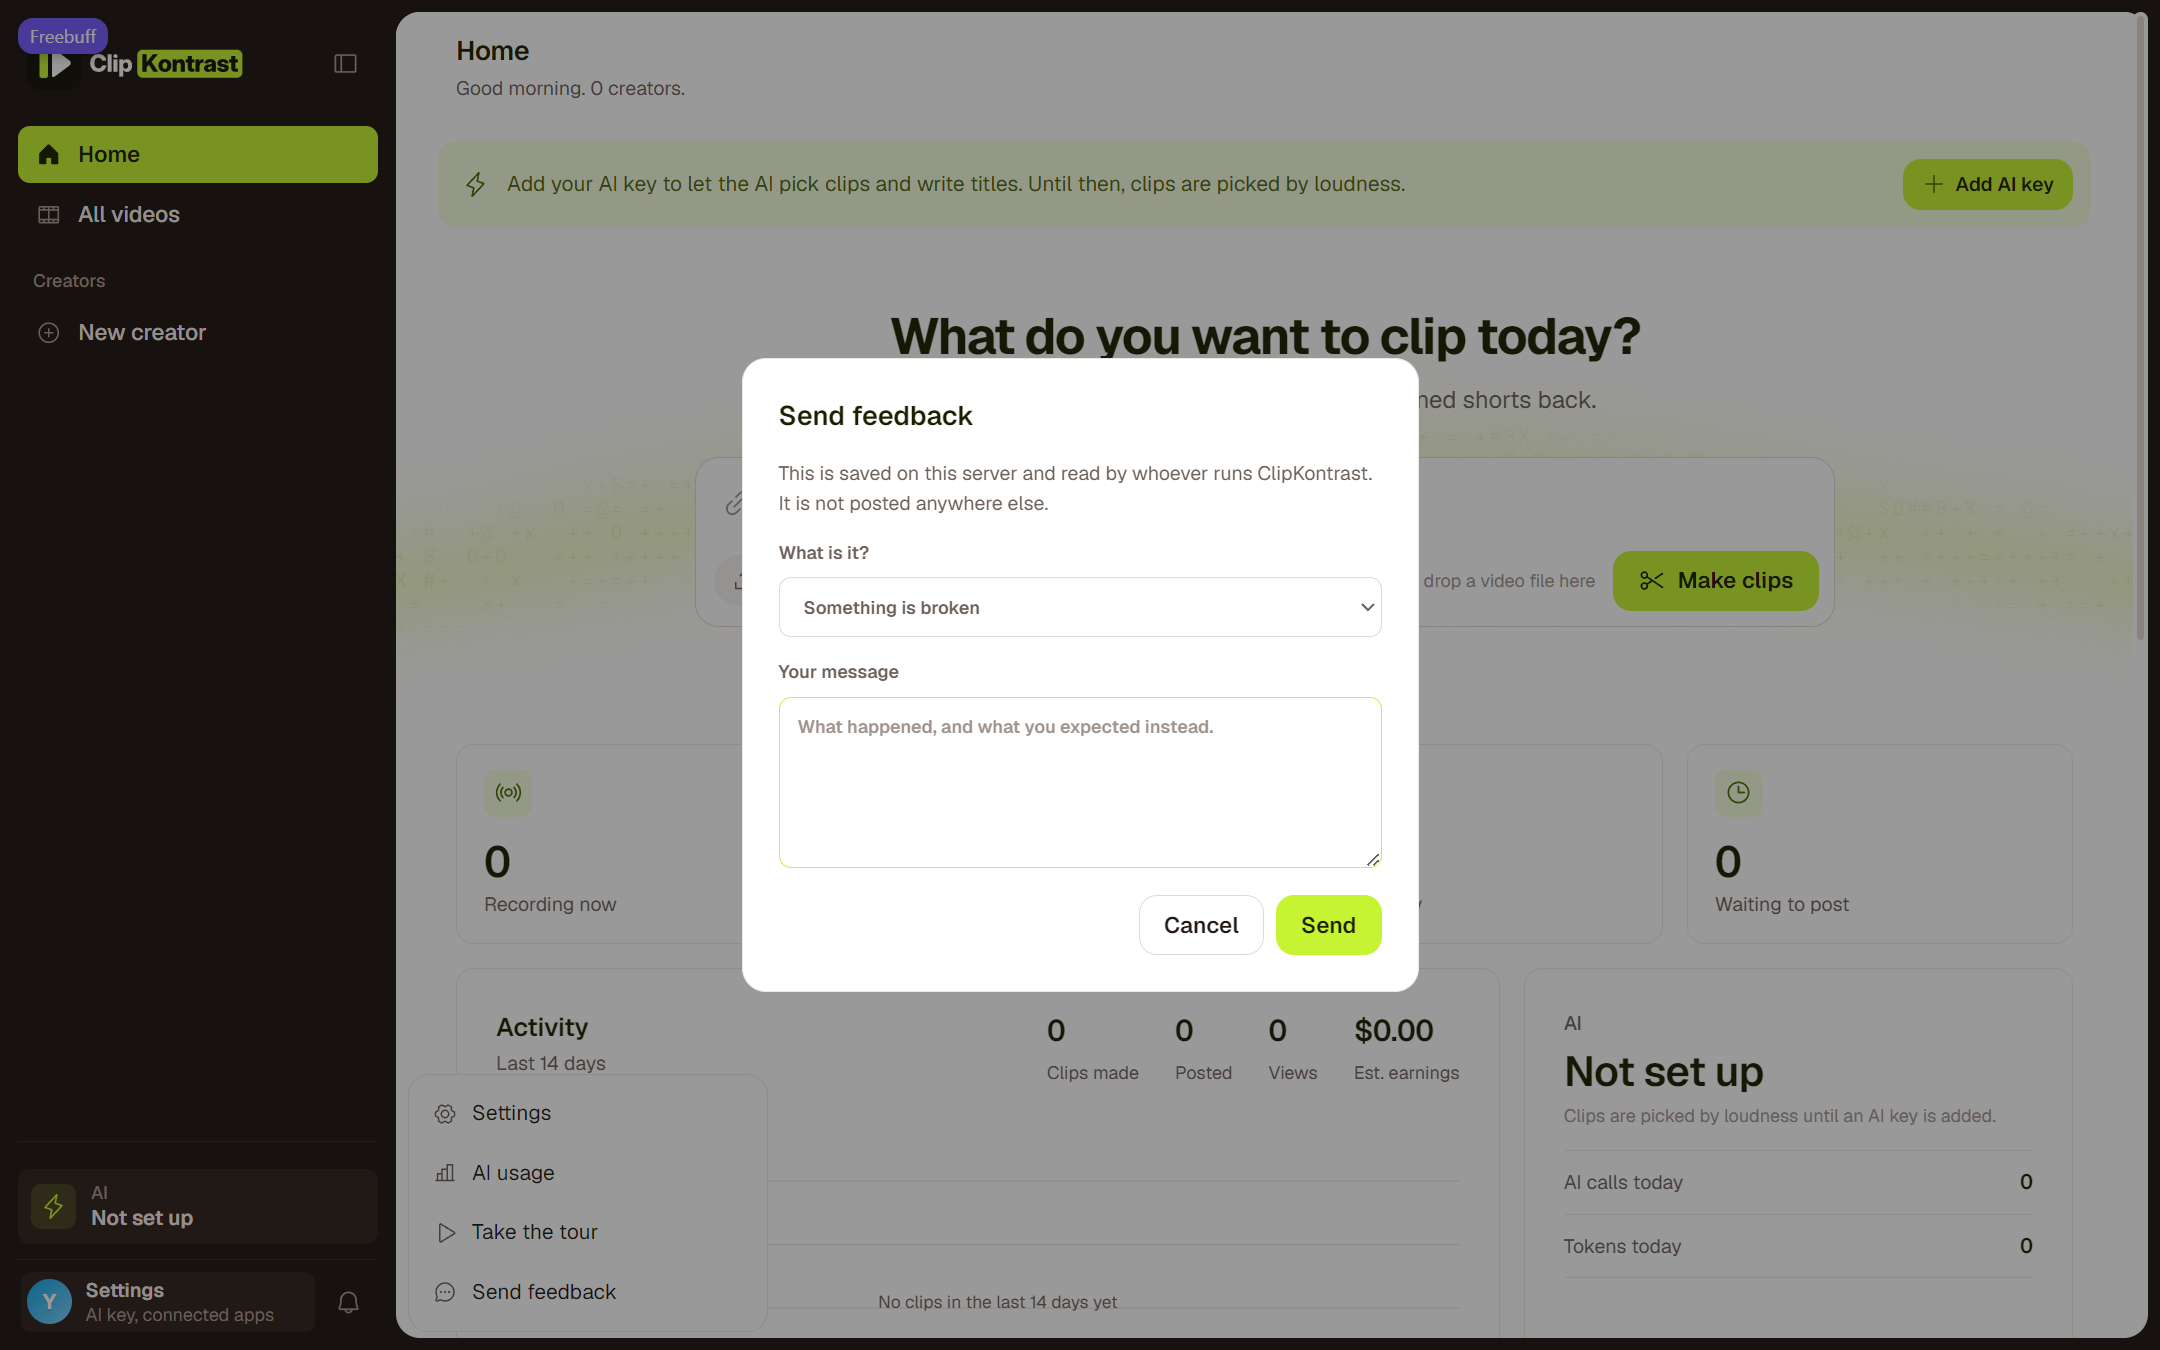 Freebuff
Clip Kontrast
Home
All videos
Creators
New creator
AI
Not set up
Y
Settings
AI key, connected apps
Home
Good morning. 0 creators.
Add your AI key to let the AI pick clips and write titles. Until then, clips are picked by loudness.
Add AI key
What do you want to clip today?
shorts back.
drop a video file here
Make clips
Send feedback
This is saved on this server and read by whoever runs ClipKontrast.
It is not posted anywhere else.
What is it?
Something is broken
Your message
What happened, and what you expected instead.
Cancel
Send
0
Recording now
0
Waiting to post
Activity
Last 14 days
0
Clips made
0
Posted
0
Views
$0.00
Est. earnings
No clips in the last 14 days yet
AI
Not set up
Clips are picked by loudness until an AI key is added.
AI calls today
0
Tokens today
0
Settings
AI usage
Take the tour
Send feedback